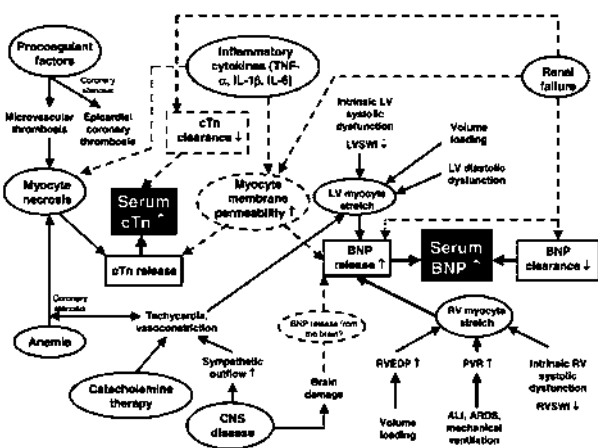 Procoagulant
factors
Coronary
stenosis
Microvascular
thrombosis
Epicardial
coronary
thrombosis
Inflammatory
cytokines (TNF-
α, IL-1β, IL-6)
Renal
failure
cTn
clearance ↓
Intrinsic LV
systolic
dysfunction
LVSWI ↓
Volume
loading
LV diastolic
dysfunction
Myocyte
necrosis
Serum
cTn ↑
Myocyte
membrane
permeability ↑
LV myocyte
stretch
cTn release
BNP
release ↑
Serum
BNP ↑
BNP
clearance ↓
Coronary
stenosis
Anemia
Tachycardia,
vasoconstriction
BNP release from
the brain?
RV myocyte
stretch
Catecholamine
therapy
Sympathetic
outflow ↑
CNS
disease
Brain
damage
RVEDP ↑
Volume
loading
PVR ↑
ALI, ARDS,
mechanical
ventilation
Intrinsic RV
systolic
dysfunction
RVSWI ↓